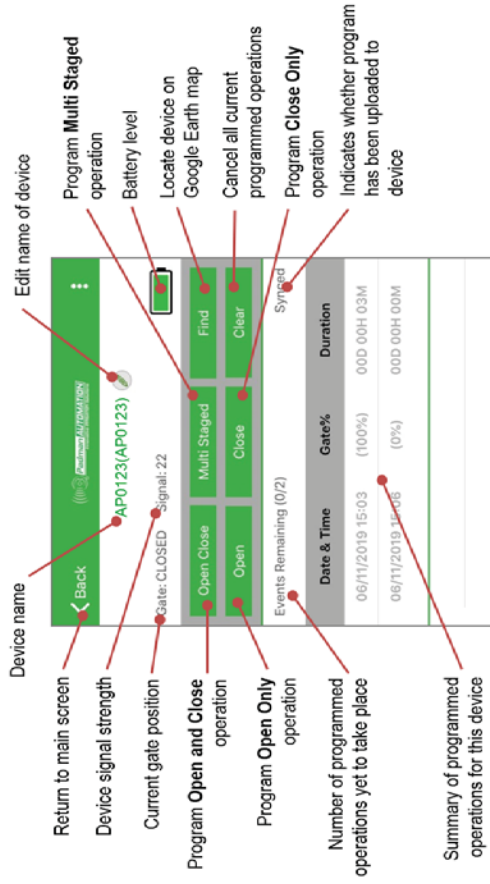 Device name
Edit name of device
Return to main screen
Device signal strength
Current gate position
Program Open and Close
operation
Program Open Only
operation
Number of programmed
operations yet to take place
Summary of programmed
operations for this device
Back
PadmanAUTOMATION
AP0123(AP0123)
Gate: CLOSED
Signal: 22
Open Close
Multi Staged
Find
Open
Close
Clear
Events Remaining (0/2)
Synced
Date & Time
Gate%
Duration
06/11/2019 15:03
(100%)
00D 00H 03M
06/11/2019 15:06
(0%)
00D 00H 00M
Program Multi Staged
operation
Battery level
Locate device on
Google Earth map
Cancel all current
programmed operations
Program Close Only
operation
Indicates whether program
has been uploaded to
device